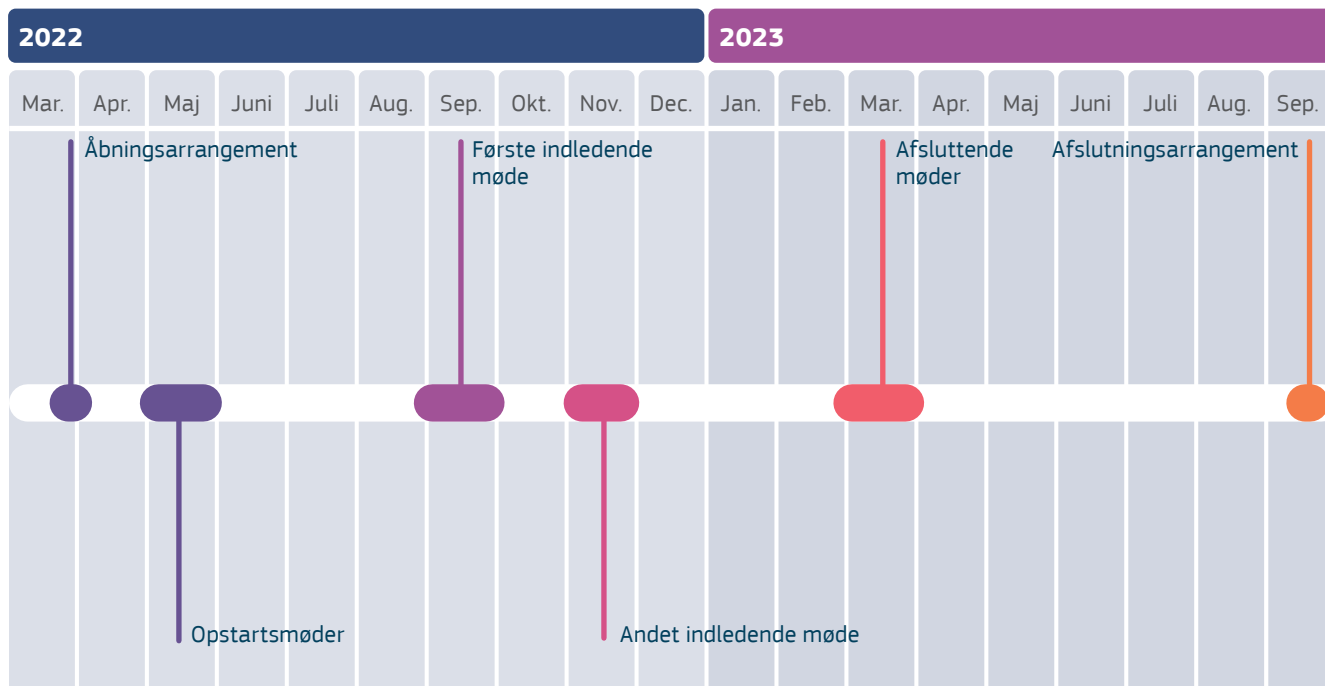 2022
2023
Mar.
Apr.
Maj
Juni
Juli
Aug.
Sep.
Okt.
Nov.
Dec.
Jan.
Feb.
Mar.
Apr.
Maj
Juni
Juli
Aug.
Sep.
Åbningsarrangement
Første indledende
møde
Afsluttende
møder
Afslutningsarrangement
Opstartsmøder
Andet indledende møde